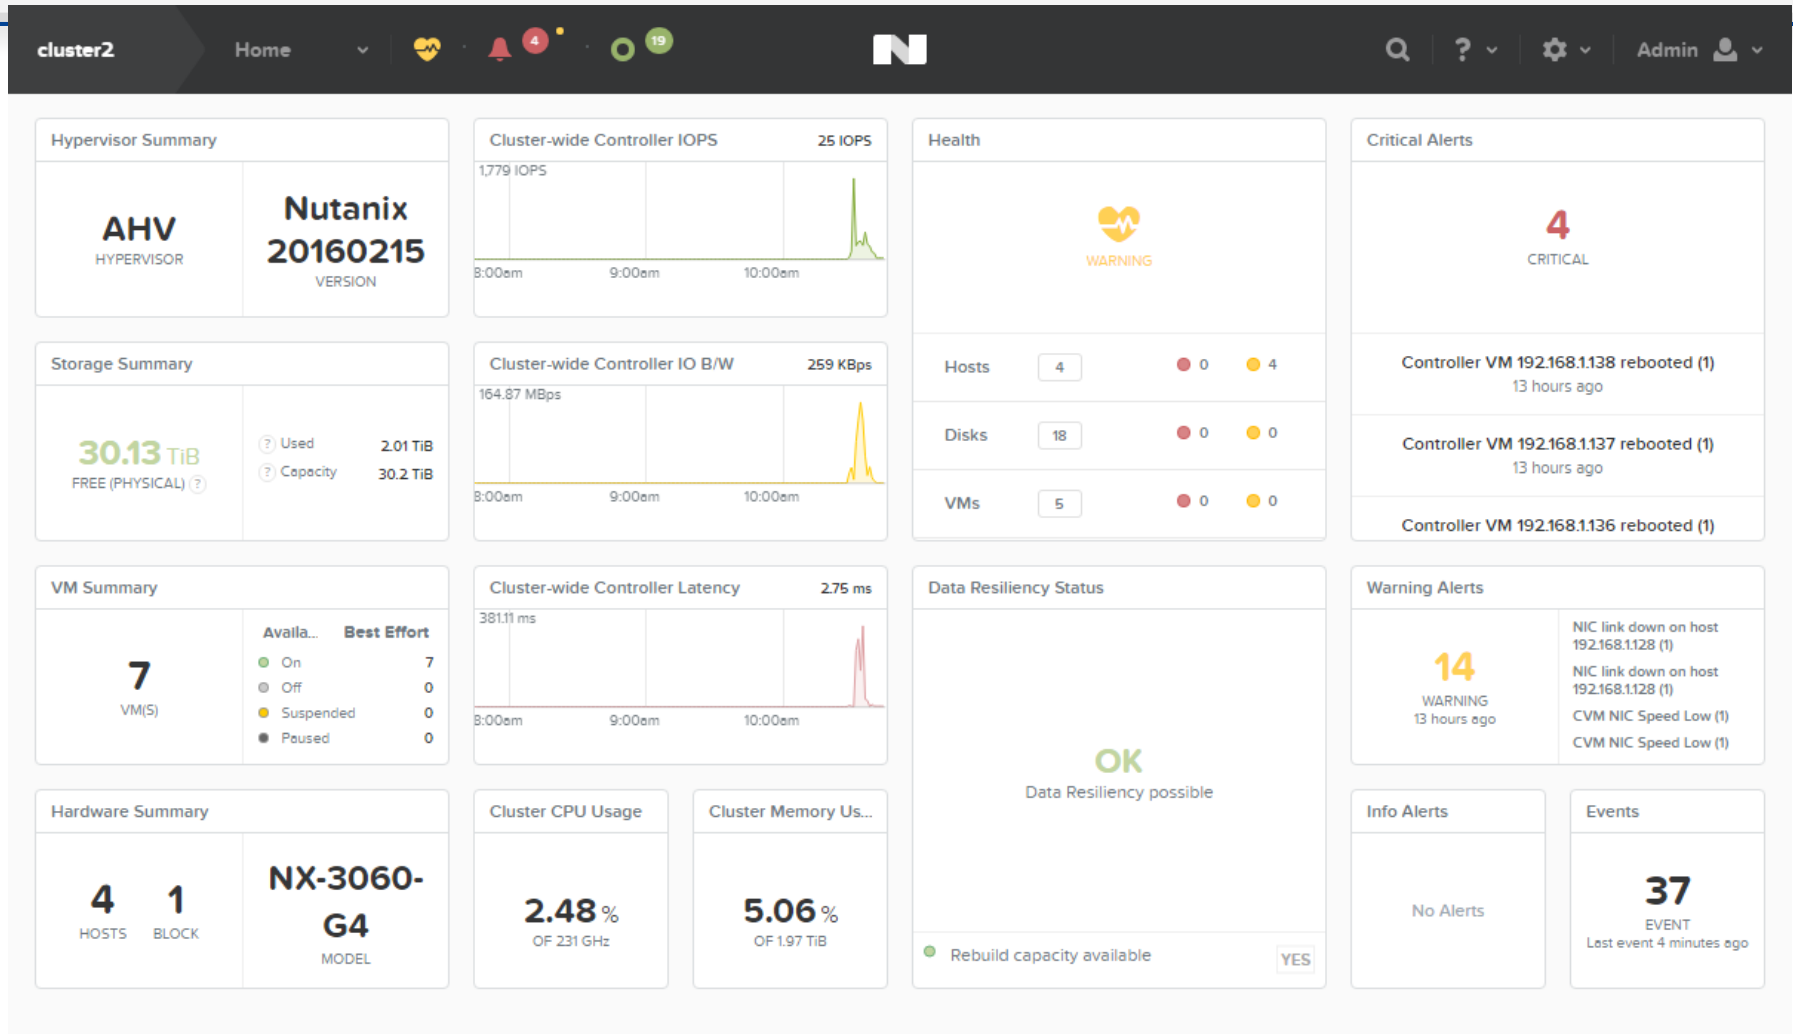 cluster2
Home
4
19
?
Admin
Hypervisor Summary
AHV
HYPERVISOR
Nutanix
20160215
VERSION
Cluster-wide Controller IOPS
25 IOPS
1,779 IOPS
8:00am
9:00am
10:00am
Health
WARNING
Hosts
4
0
4
Disks
18
0
0
VMs
5
0
0
Critical Alerts
4
CRITICAL
Controller VM 192.168.1.138 rebooted (1)
13 hours ago
Controller VM 192.168.1.137 rebooted (1)
13 hours ago
Controller VM 192.168.1.136 rebooted (1)
Storage Summary
30.13 TiB
FREE (PHYSICAL) ?
? Used
2.01 TiB
? Capacity
30.2 TiB
Cluster-wide Controller IO B/W
259 KBps
164.87 MBps
8:00am
9:00am
10:00am
VM Summary
7
VM(S)
Availa...
Best Effort
On
7
Off
0
Suspended
0
Paused
0
Cluster-wide Controller Latency
2.75 ms
381.11 ms
8:00am
9:00am
10:00am
Data Resiliency Status
OK
Data Resiliency possible
Rebuild capacity available
YES
Warning Alerts
14
WARNING
13 hours ago
NIC link down on host
192.168.1.128 (1)
NIC link down on host
192.168.1.128 (1)
CVM NIC Speed Low (1)
CVM NIC Speed Low (1)
Hardware Summary
4
HOSTS
1
BLOCK
NX-3060-
G4
MODEL
Cluster CPU Usage
2.48 %
OF 231 GHz
Cluster Memory Us...
5.06 %
OF 1.97 TiB
Info Alerts
No Alerts
Events
37
EVENT
Last event 4 minutes ago